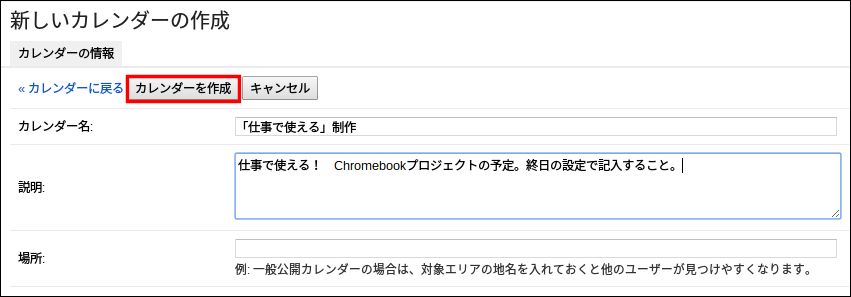 新しいカレンダーの作成
カレンダーの情報
« カレンダーに戻る カレンダーを作成 キャンセル
カレンダー名: 「仕事で使える」制作
説明: 仕事で使える！　Chromebookプロジェクトの予定。終日の設定で記入すること。
場所:
例: 一般公開カレンダーの場合は、対象エリアの地名を入れておくと他のユーザーが見つけやすくなります。